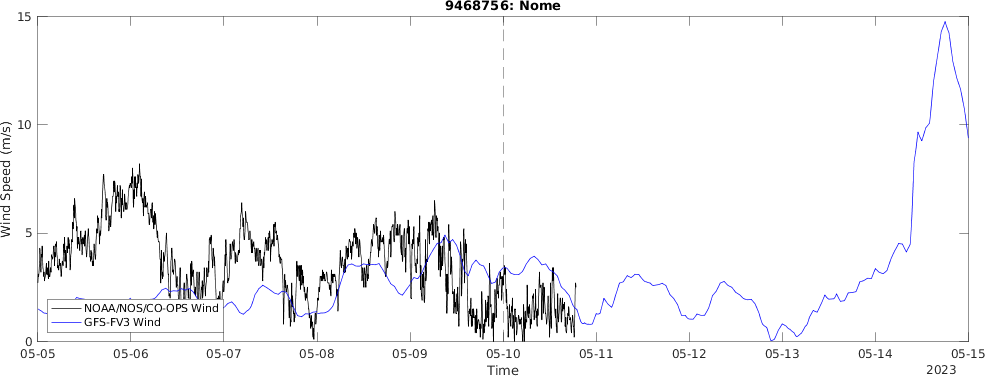 9468756: Nome
15
10
5
0
Wind Speed (m/s)
NOAA/NOS/CO-OPS Wind
GFS-FV3 Wind
05-05 05-06 05-07 05-08 05-09 05-10 05-11 05-12 05-13 05-14 05-15
Time
2023